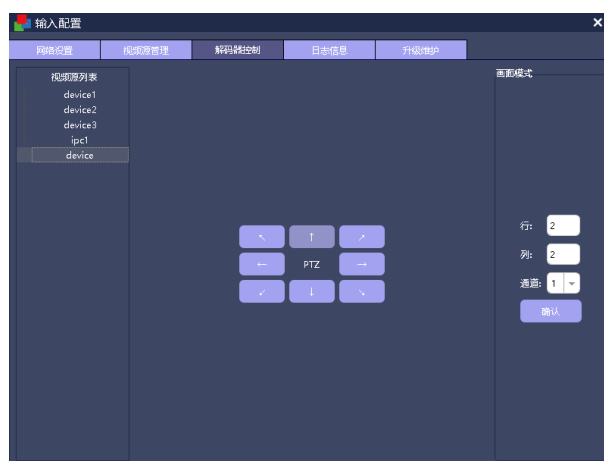 输入配置
网络设置 视频源管理 解码器控制 日志信息 升级维护
视频源列表
device1
device2
device3
ipc1
device
画面模式
↖ ↑ ↗
← PTZ →
↙ ↓ ↘
行: 2
列: 2
通道: 1
确认